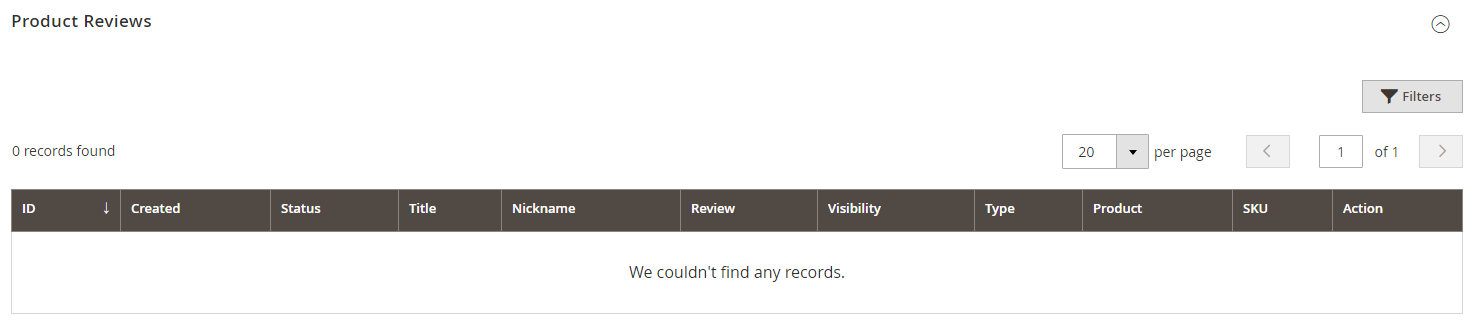 Product Reviews
Filters
0 records found
20 per page 1 of 1
ID ↓ Created Status Title Nickname Review Visibility Type Product SKU Action
We couldn't find any records.